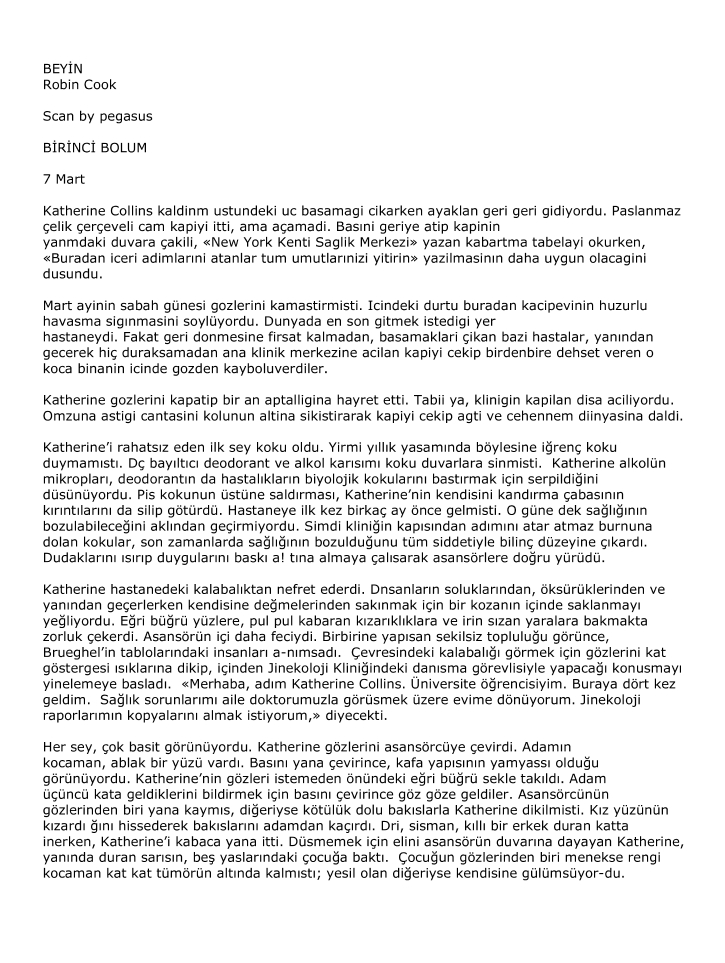 BEYİN
Robin Cook
Scan by pegasus
BİRİNCİ BOLUM
7 Mart
Katherine Collins kaldinm ustundeki uc basamagi cikarken ayaklan geri geri gidiyordu. Paslanmaz
çelik çerçeveli cam kapiyi itti, ama açamadi. Basıni geriye atip kapinin
yanmdaki duvara çakili, «New York Kenti Saglik Merkezi» yazan kabartma tabelayi okurken,
«Buradan iceri adimlarıni atanlar tum umutlarınizi yitirin» yazilmasinın daha uygun olacagini
dusundu.
Mart ayinin sabah günesi gozlerini kamastirmisti. Icindeki durtu buradan kacipevinin huzurlu
havasma sigınmasini soylüyordu. Dunyada en son gitmek istedigi yer
hastaneydi. Fakat geri donmesine firsat kalmadan, basamaklari çikan bazi hastalar, yanından
gecerek hiç duraksamadan ana klinik merkezine acilan kapiyi cekip birdenbire dehset veren o
koca binanin icinde gozden kayboluverdiler.
Katherine gozlerini kapatip bir an aptalligina hayret etti. Tabii ya, klinigin kapilan disa aciliyordu.
Omzuna astigi cantasini kolunun altina sikistirarak kapiyi cekip agti ve cehennem diinyasina daldi.
Katherine’i rahatsız eden ilk sey koku oldu. Yirmi yıllık yasamında böylesine iğrenç koku
duymamıstı. Dç bayıltıcı deodorant ve alkol karısımı koku duvarlara sinmisti.  Katherine alkolün
mikropları, deodorantın da hastalıkların biyolojik kokularını bastırmak için serpildiğini
düsünüyordu. Pis kokunun üstüne saldırması, Katherine’nin kendisini kandırma çabasının
kırıntılarını da silip götürdü. Hastaneye ilk kez birkaç ay önce gelmisti. O güne dek sağlığının
bozulabileceğini aklından geçirmiyordu. Simdi kliniğin kapısından adımını atar atmaz burnuna
dolan kokular, son zamanlarda sağlığının bozulduğunu tüm siddetiyle bilinç düzeyine çıkardı.
Dudaklarını ısırıp duygularını baskı a! tına almaya çalısarak asansörlere doğru yürüdü.
Katherine hastanedeki kalabalıktan nefret ederdi. Dnsanların soluklarından, öksürüklerinden ve
yanından geçerlerken kendisine değmelerinden sakınmak için bir kozanın içinde saklanmayı
yeğliyordu. Eğri büğrü yüzlere, pul pul kabaran kızarıklıklara ve irin sızan yaralara bakmakta
zorluk çekerdi. Asansörün içi daha feciydi. Birbirine yapısan sekilsiz topluluğu görünce,
Brueghel’in tablolarındaki insanları a-nımsadı.  Çevresindeki kalabalığı görmek için gözlerini kat
göstergesi ısıklarına dikip, içinden Jinekoloji Kliniğindeki danısma görevlisiyle yapacağı konusmayı
yinelemeye basladı.  «Merhaba, adım Katherine Collins. Üniversite öğrencisiyim. Buraya dört kez
geldim.  Sağlık sorunlarımı aile doktorumuzla görüsmek üzere evime dönüyorum. Jinekoloji
raporlarımın kopyalarını almak istiyorum,» diyecekti.
Her sey, çok basit görünüyordu. Katherine gözlerini asansörcüye çevirdi. Adamın
kocaman, ablak bir yüzü vardı. Basını yana çevirince, kafa yapısının yamyassı olduğu
görünüyordu. Katherine’nin gözleri istemeden önündeki eğri büğrü sekle takıldı. Adam
üçüncü kata geldiklerini bildirmek için basını çevirince göz göze geldiler. Asansörcünün
gözlerinden biri yana kaymıs, diğeriyse kötülük dolu bakıslarla Katherine dikilmisti. Kız yüzünün
kızardı ğını hissederek bakıslarını adamdan kaçırdı. Dri, sisman, kıllı bir erkek duran katta
inerken, Katherine’i kabaca yana itti. Düsmemek için elini asansörün duvarına dayayan Katherine,
yanında duran sarısın, beş yaslarındaki çocuğa baktı.  Çocuğun gözlerinden biri menekse rengi
kocaman kat kat tümörün altında kalmıstı; yesil olan diğeriyse kendisine gülümsüyor-du.